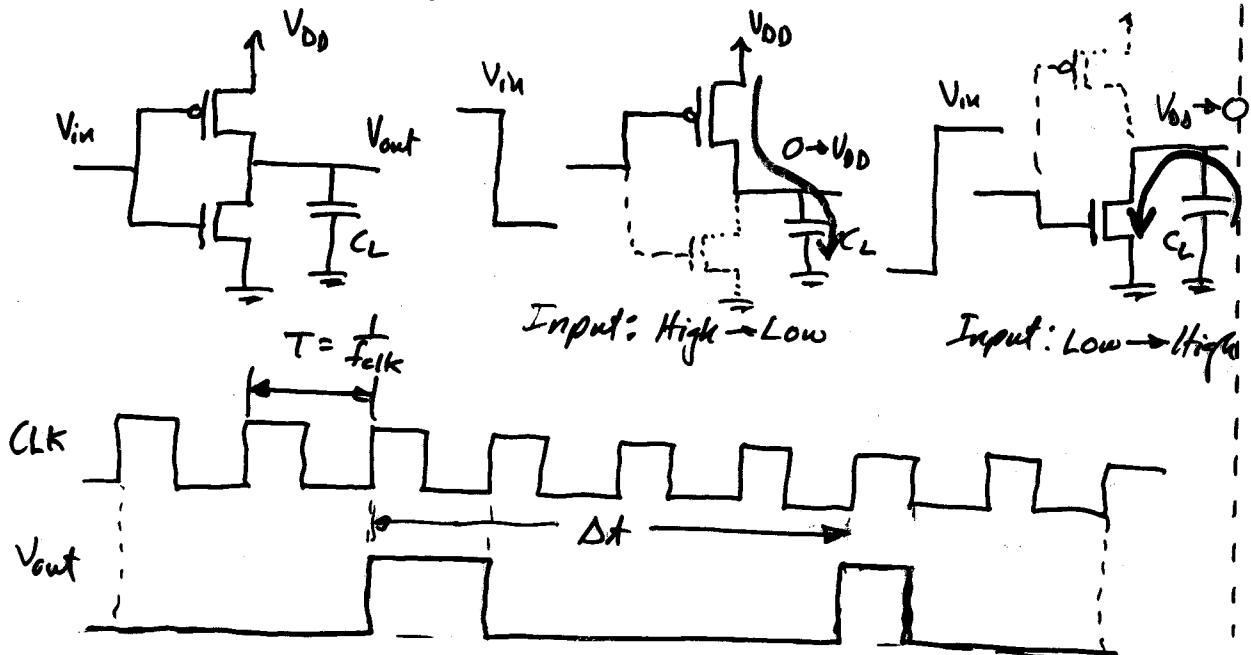 V_DD
V_in
V_out
C_L
V_in
V_DD
0→V_DD
C_L
Input: High → Low
V_in
V_DD →
C_L
Input: Low → High
T = 1/f_clk
CLK
Δt
V_out